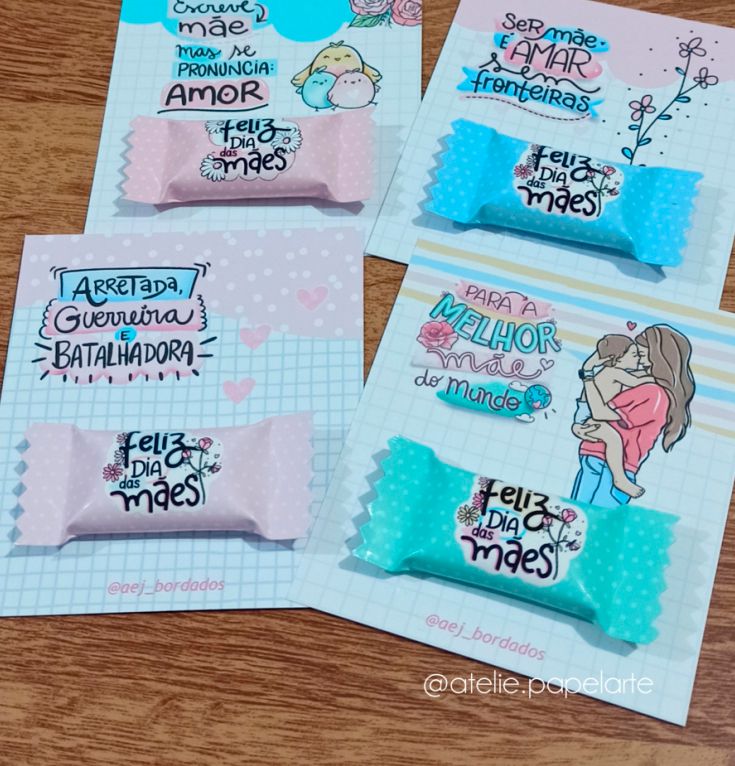 Escreve
mãe
mas se
PRONUNCIA:
AMOR
feliz
DIA
das
mães
SER mãe
É AMAR
sem
fronteiras
feliz
DIA
das
mães
ARRETADA,
Guerreira
E
BATALHADORA
feliz
DIA
das
mães
@aej_bordados
PARA A
MELHOR
mãe
do mundo
feliz
DIA
das
mães
@aej_bordados
@atelie.papelarte